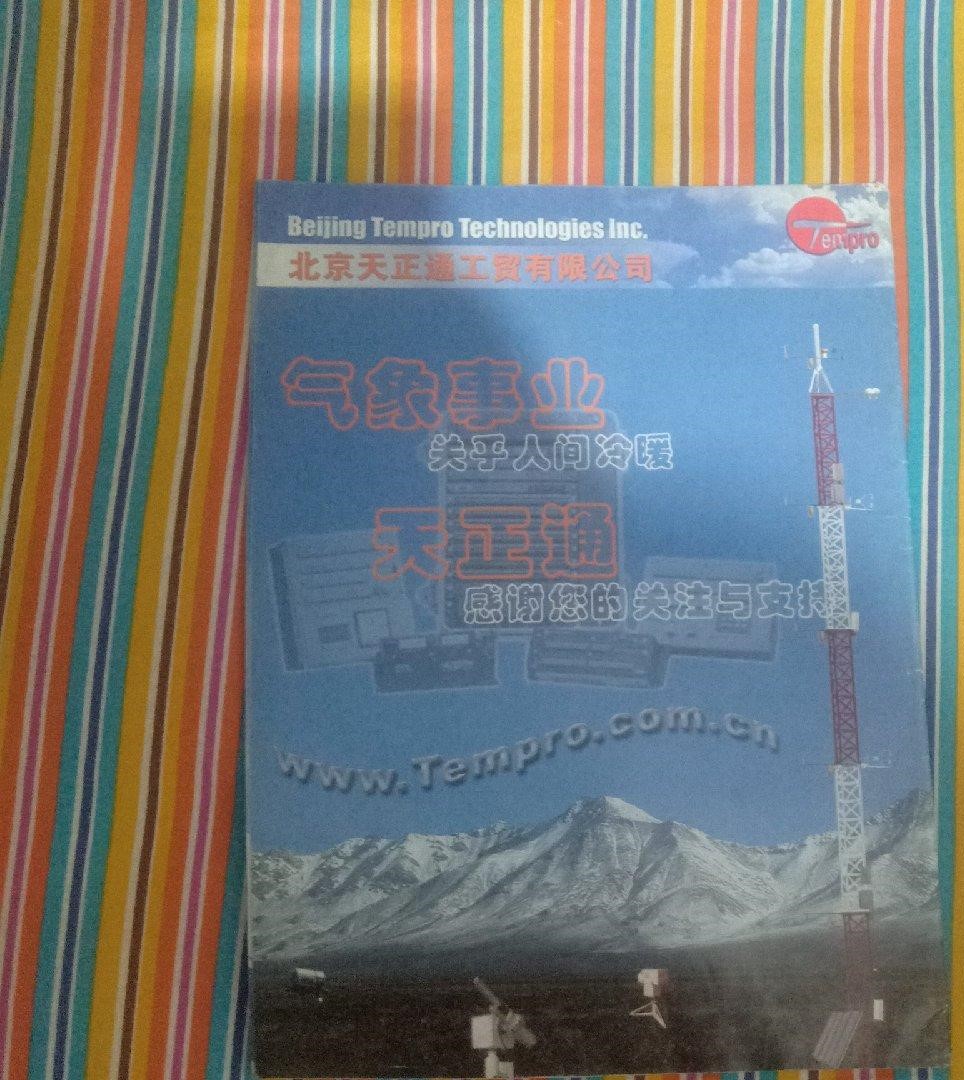 Beijing Tempro Technologies Inc.
Tempro
北京天正通工贸有限公司
气象事业
关乎人间冷暖
天正通
感谢您的关注与支持
www.Tempro.com.cn